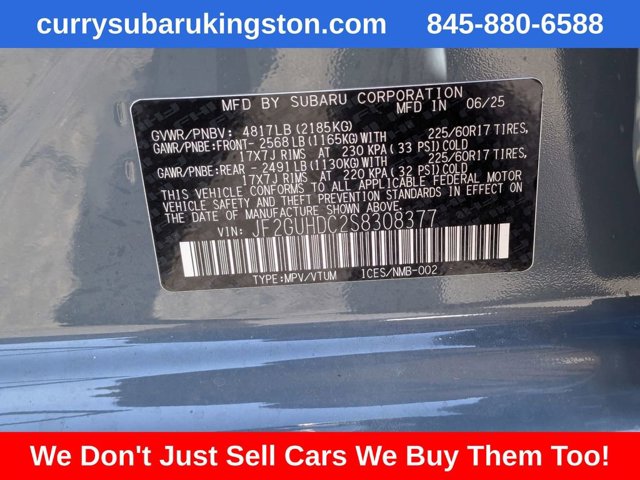 currysubarukingston.com 845-880-6588
MFD BY SUBARU CORPORATION
MFD IN 06/25
GVWR/PNBV- 4817LB(2185KG)
GAWR/PNBE:FRONT- 2568LB(1165KG)WITH 225/60R17 TIRES,
17X7J RIMS AT 230 KPA(33 PSI)COLD
GAWR/PNBE:REAR - 2491LB(1130KG)WITH 225/60R17 TIRES,
17X7J RIMS AT 220 KPA(32 PSI)COLD
THIS VEHICLE CONFORMS TO ALL APPLICABLE FEDERAL MOTOR
VEHICLE SAFETY, BUMPER, AND THEFT PREVENTION STANDARDS
IN EFFECT ON THE DATE OF MANUFACTURE SHOWN ABOVE.
VIN: JF2GUHDC2S8308377
TYPE:MPV/VTUM ICES/NMB-002
We Don't Just Sell Cars We Buy Them Too!